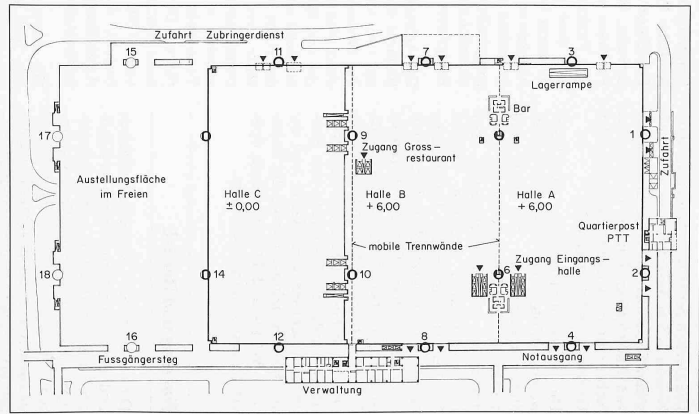 Zufahrt Zubringerdienst
15
11
7
3
Lagerrampe
Bar
17
9
1
Zugang Gross-
restaurant
Zufahrt
Austellungsfläche
im Freien
Halle C
±0,00
Halle B
+6,00
Halle A
+6,00
Quartierpost
PTT
mobile Trennwände
Zugang Eingangs-
halle
18
14
10
6
2
16
12
8
4
Fussgängersteg
Notausgang
Verwaltung